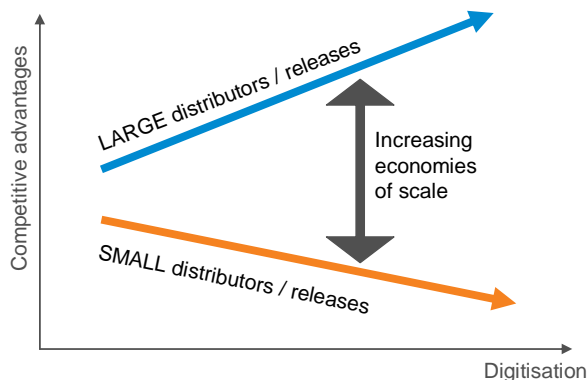 Competitive advantages
LARGE distributors / releases
Increasing
economies
of scale
SMALL distributors / releases
Digitisation